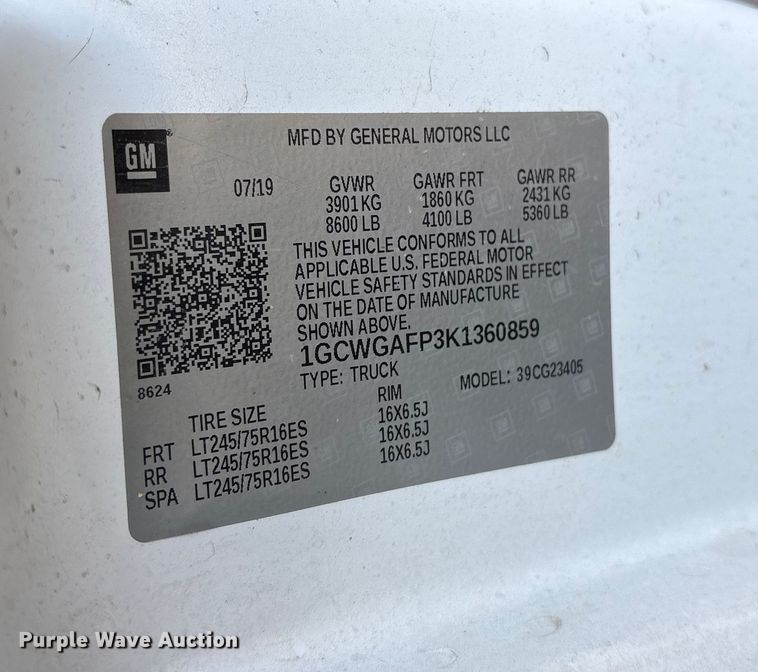 GM
MFD BY GENERAL MOTORS LLC
07/19 GVWR GAWR FRT GAWR RR
3901 KG 1860 KG 2431 KG
8600 LB 4100 LB 5360 LB
THIS VEHICLE CONFORMS TO ALL
APPLICABLE U.S. FEDERAL MOTOR
VEHICLE SAFETY STANDARDS IN EFFECT
ON THE DATE OF MANUFACTURE
SHOWN ABOVE.
1GCWGAFP3K1360859
8624
TYPE: TRUCK MODEL: 39CG23405
TIRE SIZE RIM
FRT LT245/75R16ES 16X6.5J
RR LT245/75R16ES 16X6.5J
SPA LT245/75R16ES 16X6.5J
Purple Wave Auction